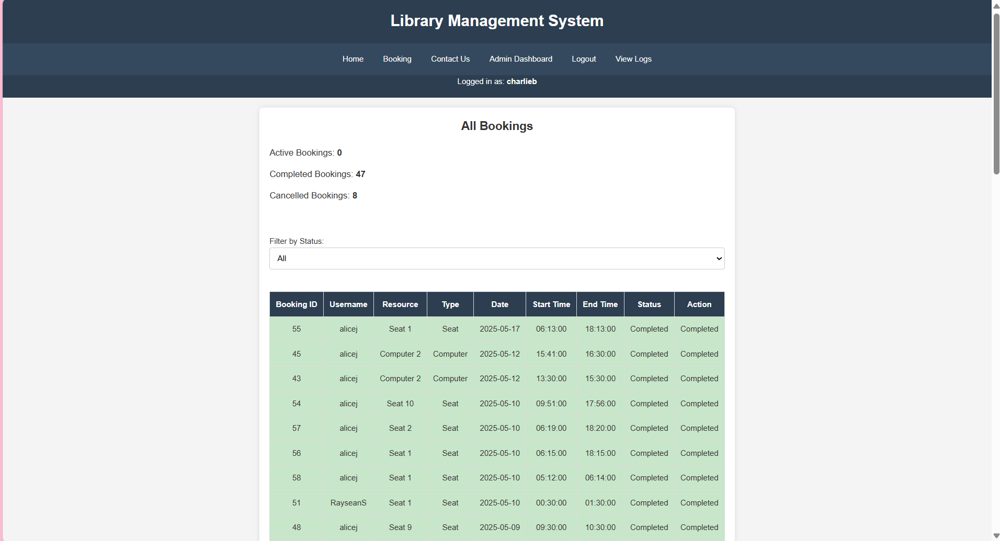 Library Management System
Home Booking Contact Us Admin Dashboard Logout View Logs
Logged in as: charlieb
All Bookings
Active Bookings: 0
Completed Bookings: 47
Cancelled Bookings: 8
Filter by Status:
All
Booking ID Username Resource Type Date Start Time End Time Status Action
55 alicej Seat 1 Seat 2025-05-17 06:13:00 18:13:00 Completed Completed
45 alicej Computer 2 Computer 2025-05-12 15:41:00 16:30:00 Completed Completed
43 alicej Computer 2 Computer 2025-05-12 13:30:00 15:30:00 Completed Completed
54 alicej Seat 10 Seat 2025-05-10 09:51:00 17:56:00 Completed Completed
57 alicej Seat 2 Seat 2025-05-10 06:19:00 18:20:00 Completed Completed
56 alicej Seat 1 Seat 2025-05-10 06:15:00 18:15:00 Completed Completed
58 alicej Seat 1 Seat 2025-05-10 05:12:00 06:14:00 Completed Completed
51 RayseanS Seat 1 Seat 2025-05-10 00:30:00 01:30:00 Completed Completed
48 alicej Seat 9 Seat 2025-05-09 09:30:00 10:30:00 Completed Completed